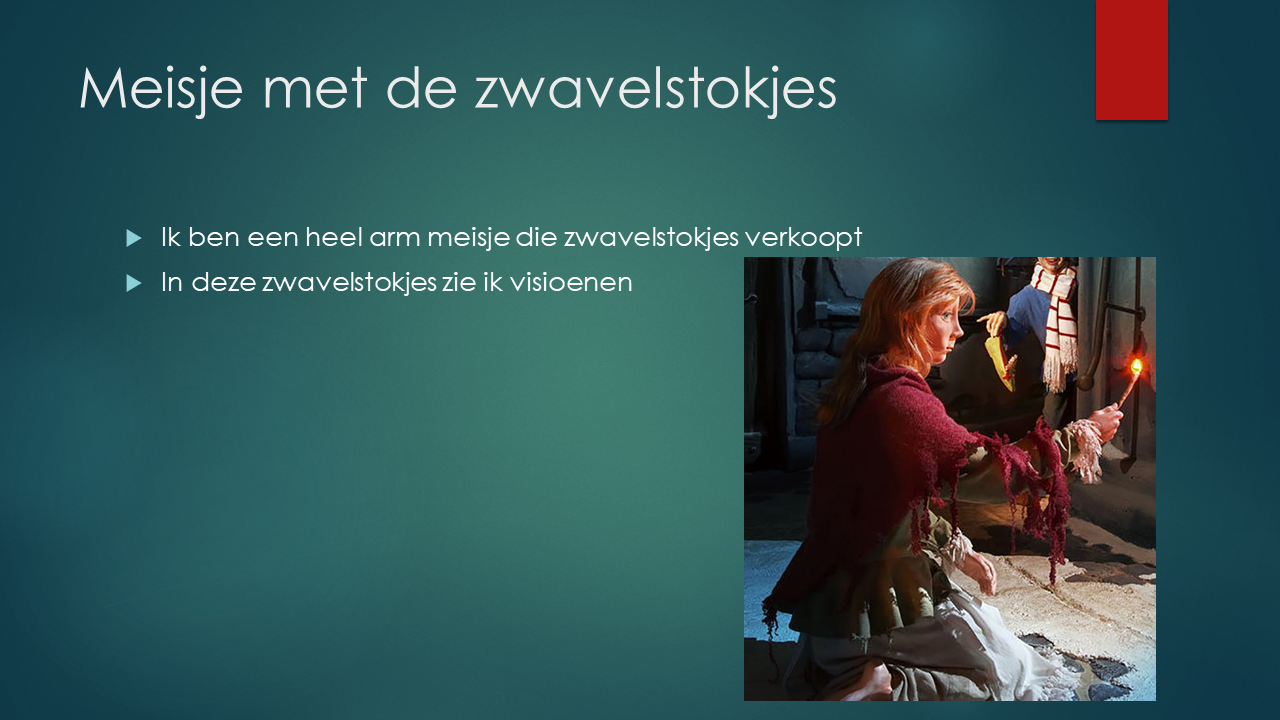 Meisje met de zwavelstokjes
Ik ben een heel arm meisje die zwavelstokjes verkoopt
In deze zwavelstokjes zie ik visioenen